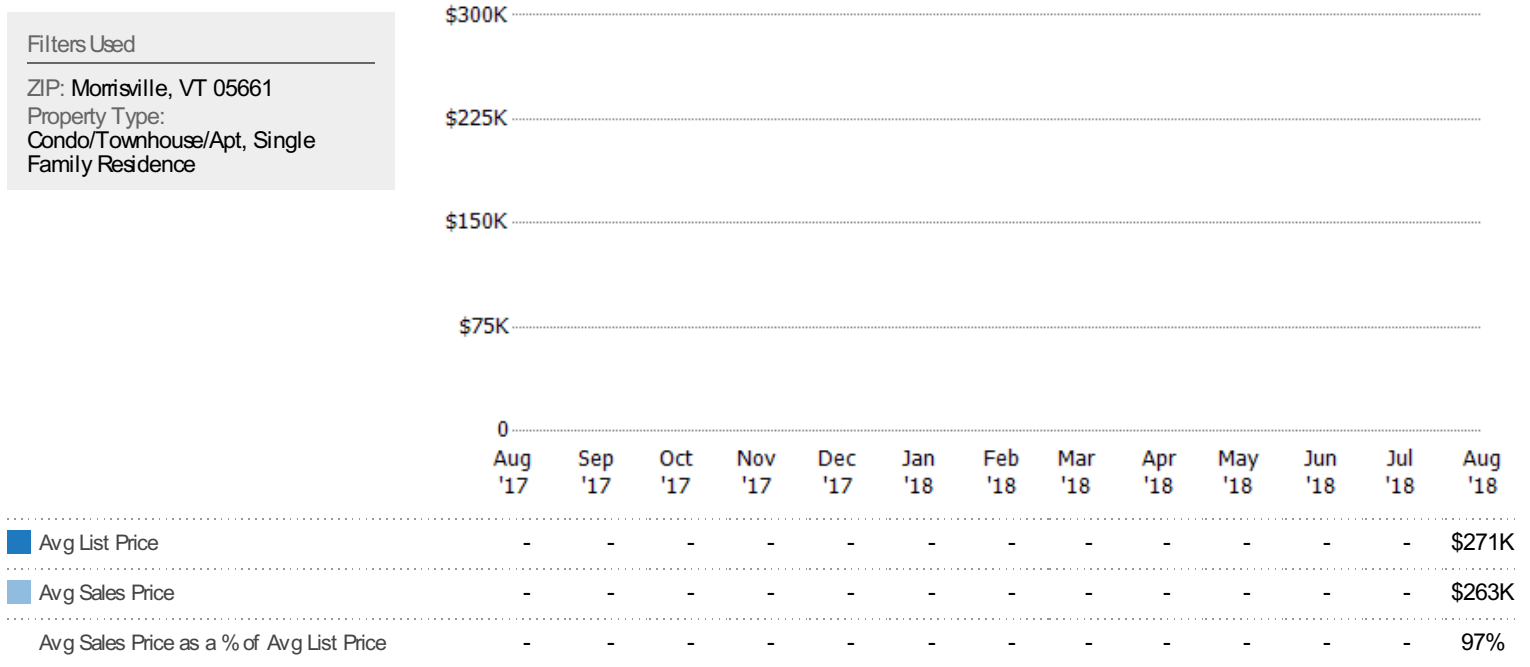 Filters Used
ZIP: Morrisville, VT 05661
Property Type:
Condo/Townhouse/Apt, Single
Family Residence
$300K
$225K
$150K
$75K
0
Aug Sep Oct Nov Dec Jan Feb Mar Apr May Jun Jul Aug
'17 '17 '17 '17 '17 '18 '18 '18 '18 '18 '18 '18 '18
Avg List Price - - - - - - - - - - - - $271K
Avg Sales Price - - - - - - - - - - - - $263K
Avg Sales Price as a % of Avg List Price - - - - - - - - - - - - 97%